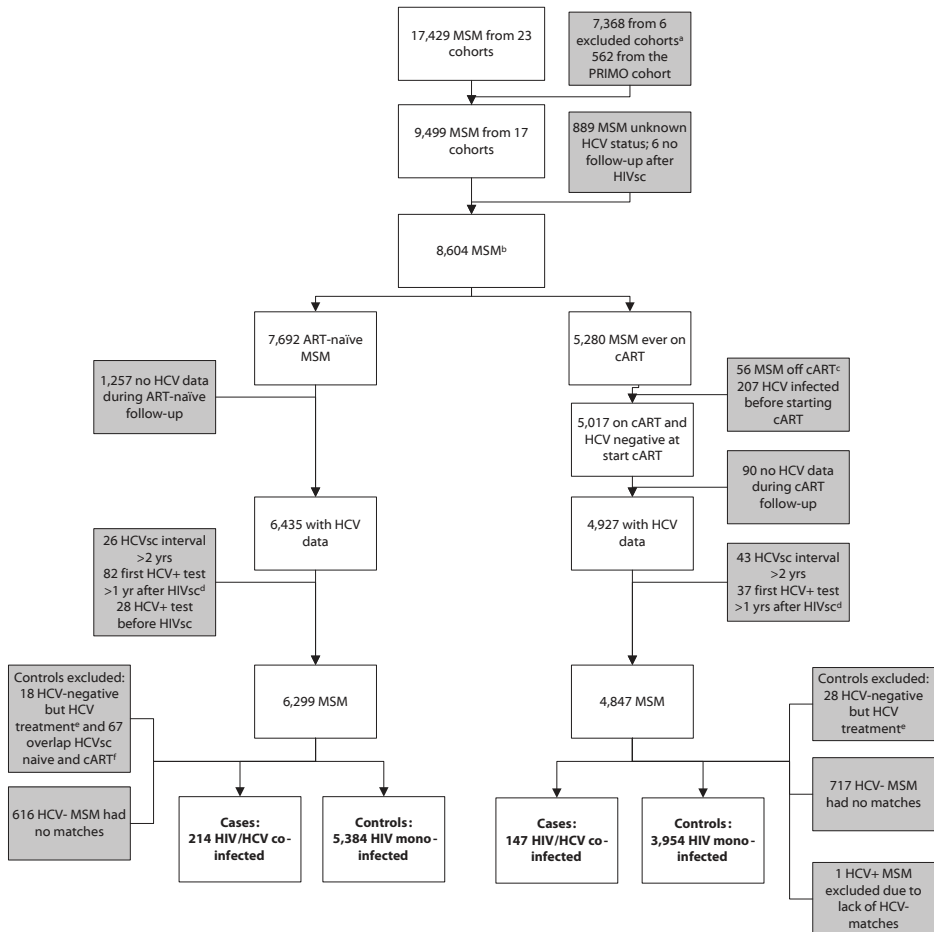 17,429 MSM from 23
cohorts
7,368 from 6
excluded cohortsᵃ
562 from the
PRIMO cohort
9,499 MSM from 17
cohorts
889 MSM unknown
HCV status; 6 no
follow-up after
HIVsc
8,604 MSMᵇ
7,692 ART-naïve
MSM
5,280 MSM ever on
cART
1,257 no HCV data
during ART-naïve
follow-up
56 MSM off cARTᶜ
207 HCV infected
before starting
cART
5,017 on cART and
HCV negative at
start cART
90 no HCV data
during cART
follow-up
6,435 with HCV
data
4,927 with HCV
data
26 HCVsc interval
>2 yrs
82 first HCV+ test
>1 yr after HIVscᵈ
28 HCV+ test
before HIVsc
43 HCVsc interval
>2 yrs
37 first HCV+ test
>1 yrs after HIVscᵈ
6,299 MSM
4,847 MSM
Controls excluded:
18 HCV-negative
but HCV
treatmentᵉ and 67
overlap HCVsc
naive and cARTᶠ
616 HCV- MSM had
no matches
Controls excluded:
28 HCV-negative
but HCV
treatmentᵉ
717 HCV- MSM
had no matches
1 HCV+ MSM
excluded due to
lack of HCV-
matches
Cases:
214 HIV/HCV co-
infected
Controls:
5,384 HIV mono-
infected
Cases:
147 HIV/HCV co-
infected
Controls:
3,954 HIV mono-
infected